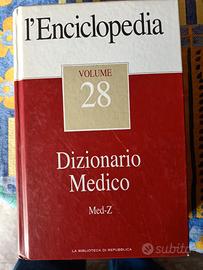 l'Enciclopedia
VOLUME
28
Dizionario
Medico
Med-Z
LA BIBLIOTECA DI REPUBBLICA
subito